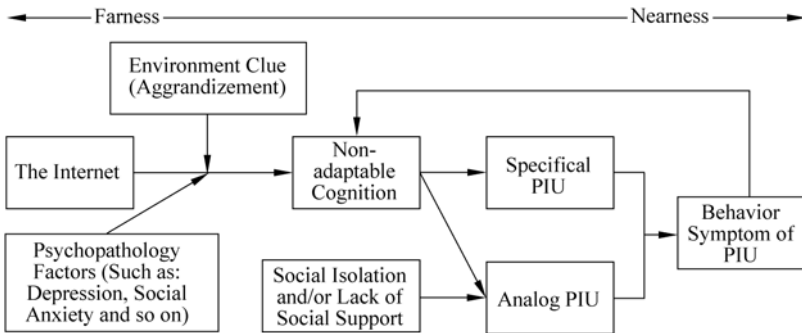 Farness
Nearness
Environment Clue
(Aggrandizement)
The Internet
Non-
adaptable
Cognition
Specifical
PIU
Behavior
Symptom of
PIU
Psychopathology
Factors (Such as:
Depression, Social
Anxiety and so on)
Social Isolation
and/or Lack of
Social Support
Analog PIU